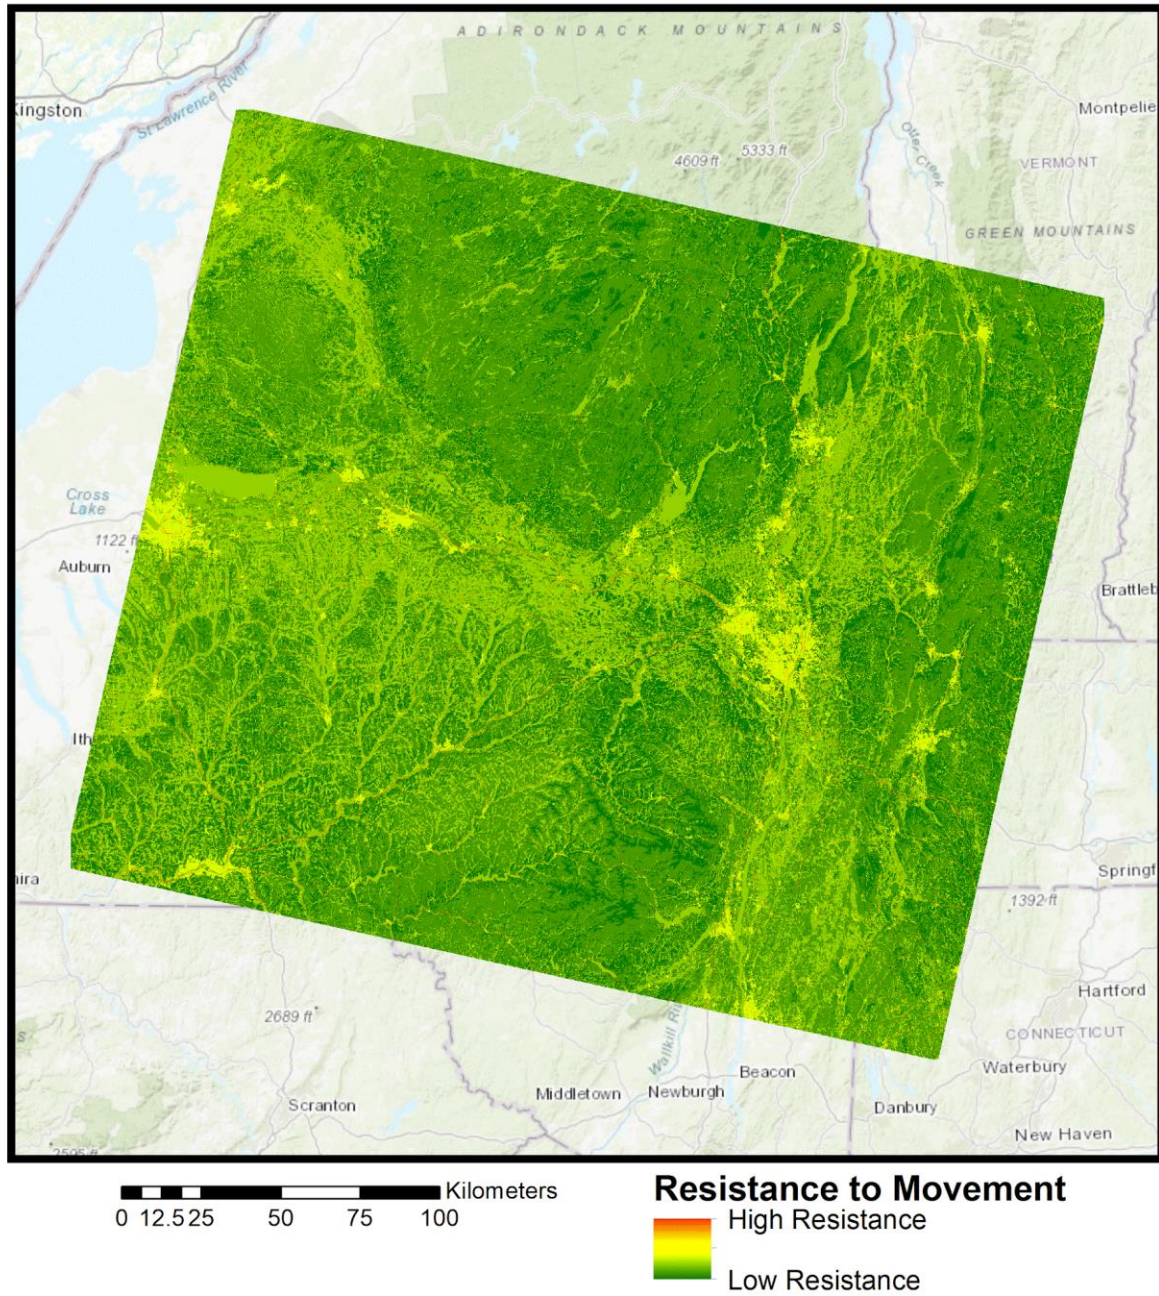 ADIRONDACK MOUNTAINS
Kingston
St Lawrence River
Montpelie
Otter Creek
4609 ft
5333 ft
VERMONT
GREEN MOUNTAINS
Cross
Lake
1122 ft
Auburn
Brattleb
Ith
ira
Springf
1392 ft
Hartford
2689 ft
CONNECTICUT
Wallkill Ri
Waterbury
Beacon
Middletown
Newburgh
Scranton
Danbury
New Haven
2595 ft
Kilometers
0 12.5 25 50 75 100
Resistance to Movement
High Resistance
Low Resistance